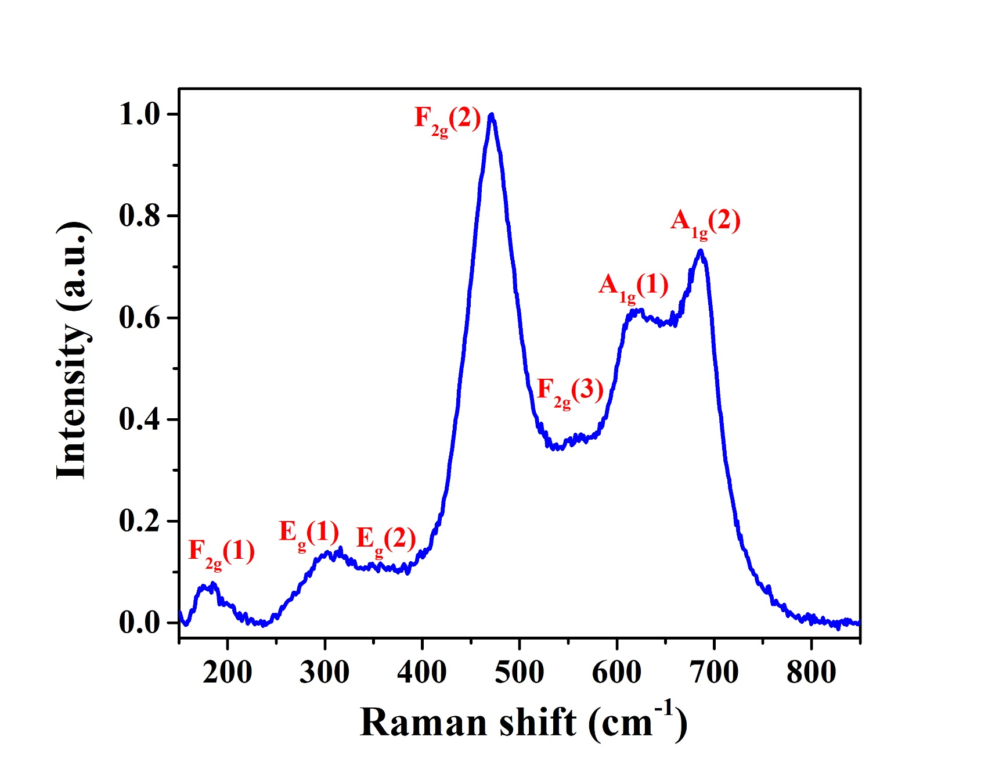 F2g(2)
1.0
A1g(2)
0.8
A1g(1)
0.6
F2g(3)
0.4
Eg(1)
Eg(2)
0.2
F2g(1)
0.0
Intensity (a.u.)
200 300 400 500 600 700 800
Raman shift (cm-1)